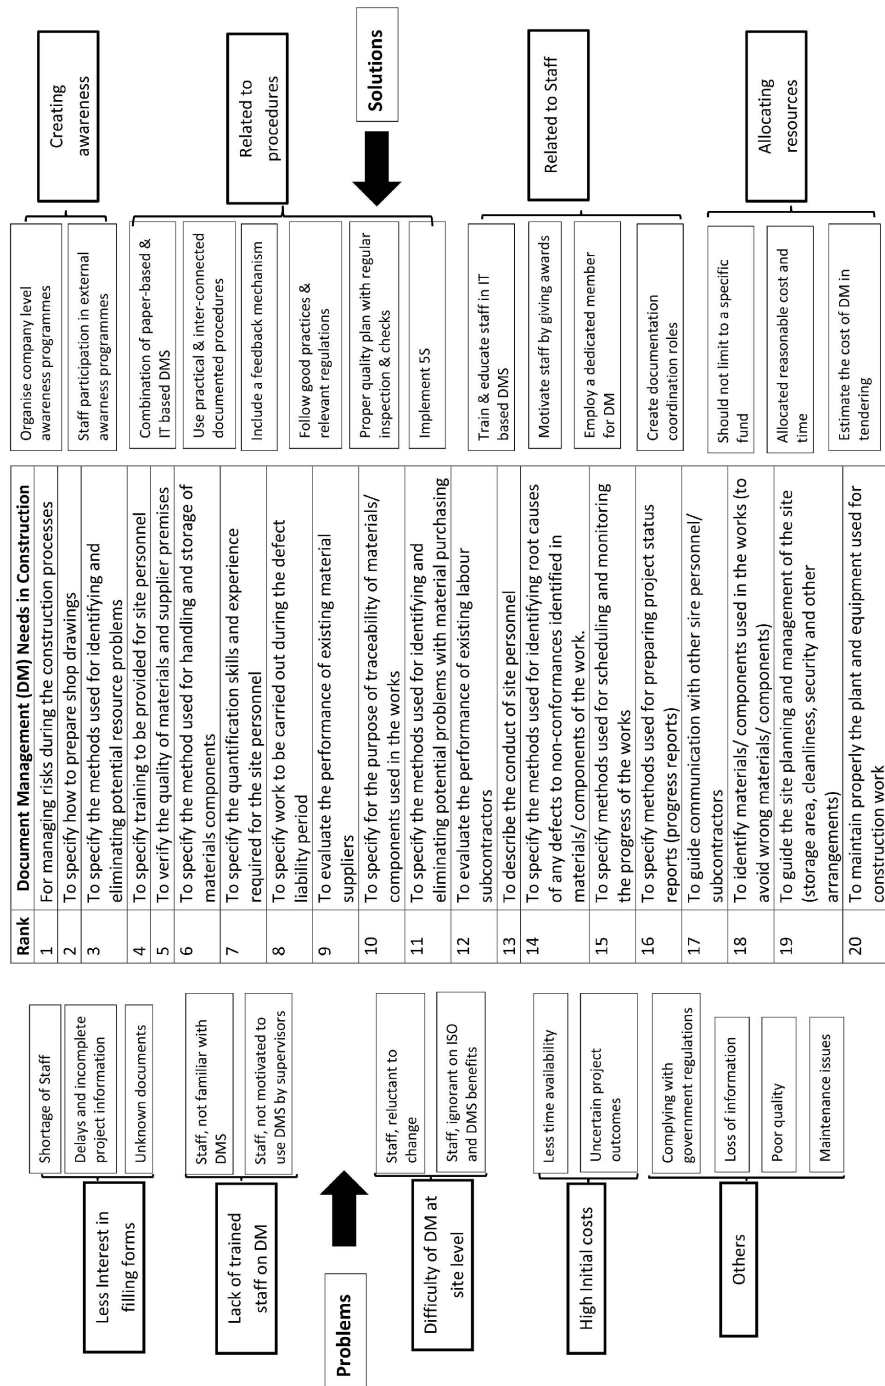 Problems
Less Interest in
filling forms
Shortage of Staff
Delays and incomplete
project information
Unknown documents
Lack of trained
staff on DM
Staff, not familiar with
DMS
Staff, not motivated to
use DMS by supervisors
Difficulty of DM at
site level
Staff, reluctant to
change
Staff, ignorant on ISO
and DMS benefits
High Initial costs
Less time availability
Uncertain project
outcomes
Others
Complying with
government regulations
Loss of information
Poor quality
Maintenance issues
Rank Document Management (DM) Needs in Construction
1 For managing risks during the construction processes
2 To specify how to prepare shop drawings
3 To specify the methods used for identifying and
eliminating potential resource problems
4 To specify training to be provided for site personnel
5 To verify the quality of materials and supplier premises
6 To specify the method used for handling and storage of
materials components
7 To specify the quantification skills and experience
required for the site personnel
8 To specify work to be carried out during the defect
liability period
9 To evaluate the performance of existing material
suppliers
10 To specify for the purpose of traceability of materials/
components used in the works
11 To specify the methods used for identifying and
eliminating potential problems with material purchasing
12 To evaluate the performance of existing labour
subcontractors
13 To describe the conduct of site personnel
14 To specify the methods used for identifying root causes
of any defects to non-conformances identified in
materials/ components of the work.
15 To specify methods used for scheduling and monitoring
the progress of the works
16 To specify methods used for preparing project status
reports (progress reports)
17 To guide communication with other sire personnel/
subcontractors
18 To identify materials/ components used in the works (to
avoid wrong materials/ components)
19 To guide the site planning and management of the site
(storage area, cleanliness, security and other
arrangements)
20 To maintain properly the plant and equipment used for
construction work
Organise company level
awareness programmes
Staff participation in external
awarness programmes
Creating
awareness
Combination of paper-based &
IT based DMS
Use practical & inter-connected
documented procedures
Include a feedback mechanism
Follow good practices &
relevant regulations
Proper quality plan with regular
inspection & checks
Implement 5S
Related to
procedures
Solutions
Train & educate staff in IT
based DMS
Motivate staff by giving awards
Employ a dedicated member
for DM
Create documentation
coordination roles
Related to Staff
Should not limit to a specific
fund
Allocated reasonable cost and
time
Estimate the cost of DM in
tendering
Allocating
resources